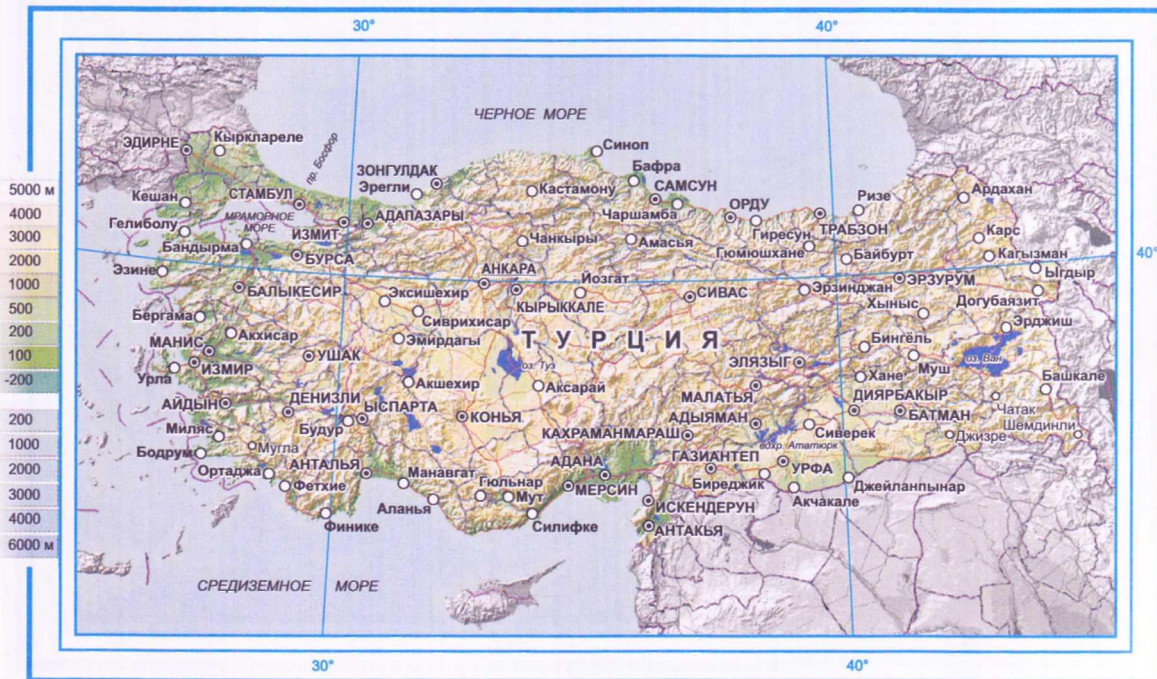 30°
40°
ЧЕРНОЕ МОРЕ
ЭДИРНЕ
Кыркларелe
пр. Босфор
Синоп
ЗОНГУЛДАК
Бафра
5000 м
Кешан
СТАМБУЛ
Эрегли
Кастамону
САМСУН
Ризе
Ардахан
4000
МРАМОРНОЕ
МОРЕ
Гелиболу
АДАПАЗАРЫ
Чаршамба
ОРДУ
3000
Бандырма
ИЗМИТ
Чанкыры
Амасья
Гиресун
ТРАБЗОН
Карс
2000
БУРСА
Гюмюшхане
Байбурт
Кагызман
40°
Эзине
АНКАРА
Йозгат
ЭРЗУРУМ
Ыгдыр
1000
БАЛЫКЕСИР
Эксишехир
КЫРЫККАЛЕ
СИВАС
Эрзинджан
Хыныс
Догубаязит
500
Бергама
Сиврихисар
Эрджиш
200
Акхисар
Эмирдагы
ТУРЦИЯ
Бингёль
МАНИС
100
УШАК
оз. Туз
ЭЛЯЗЫГ
Муш
оз. Ван
ИЗМИР
Урла
Акшехир
Аксарай
Хане
Башкале
-200
МАЛАТЬЯ
ДИЯРБАКЫР
АЙДЫН
ДЕНИЗЛИ
ЫСПАРТА
КОНЬЯ
АДЫЯМАН
БАТМАН
Чатак
200
Миляс
Будур
КАХРАМАНМАРАШ
Сиверек
Джизре
Шемдинли
1000
Бодрум
Мугла
вдхр. Ататюрк
АНТАЛЬЯ
АДАНА
ГАЗИАНТЕП
УРФА
2000
Ортаджа
Манавгат
Гюльнар
Фетхие
МЕРСИН
Биреджик
Джейланпынар
3000
Аланья
Мут
ИСКЕНДЕРУН
Акчакале
4000
Финике
Силифке
АНТАКЬЯ
6000 м
СРЕДИЗЕМНОЕ МОРЕ
30°
40°